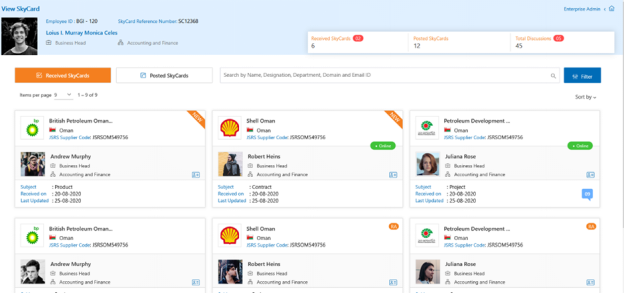 View SkyCard
Enterprise Admin
Employee ID : BGI - 120 SkyCard Reference Number: SC12368
Loius I. Murray Monica Celes
Business Head Accounting and Finance
Received SkyCards
6
Posted SkyCards
12
Total Discussions
45
Received SkyCards
Posted SkyCards
Search by Name, Designation, Department, Domain and Email ID
Filter
Items per page 9 1 – 9 of 9
Sort by
British Petroleum Oman...
Oman
JSRS Supplier Code: JSRSOM549756
Andrew Murphy
Business Head
Accounting and Finance
Subject : Product
Received on : 20-08-2020
Last Updated : 25-08-2020
Shell Oman
Oman
JSRS Supplier Code: JSRSOM549756
Online
Robert Heins
Business Head
Accounting and Finance
Subject : Contract
Received on : 20-08-2020
Last Updated : 25-08-2020
Petroleum Development ...
Oman
JSRS Supplier Code: JSRSOM549756
Online
Juliana Rose
Business Head
Accounting and Finance
Subject : Project
Received on : 20-08-2020
Last Updated : 25-08-2020
British Petroleum Oman...
Oman
JSRS Supplier Code: JSRSOM549756
Andrew Murphy
Business Head
Accounting and Finance
Shell Oman
Oman
JSRS Supplier Code: JSRSOM549756
Robert Heins
Business Head
Accounting and Finance
Petroleum Development ...
Oman
JSRS Supplier Code: JSRSOM549756
Juliana Rose
Business Head
Accounting and Finance